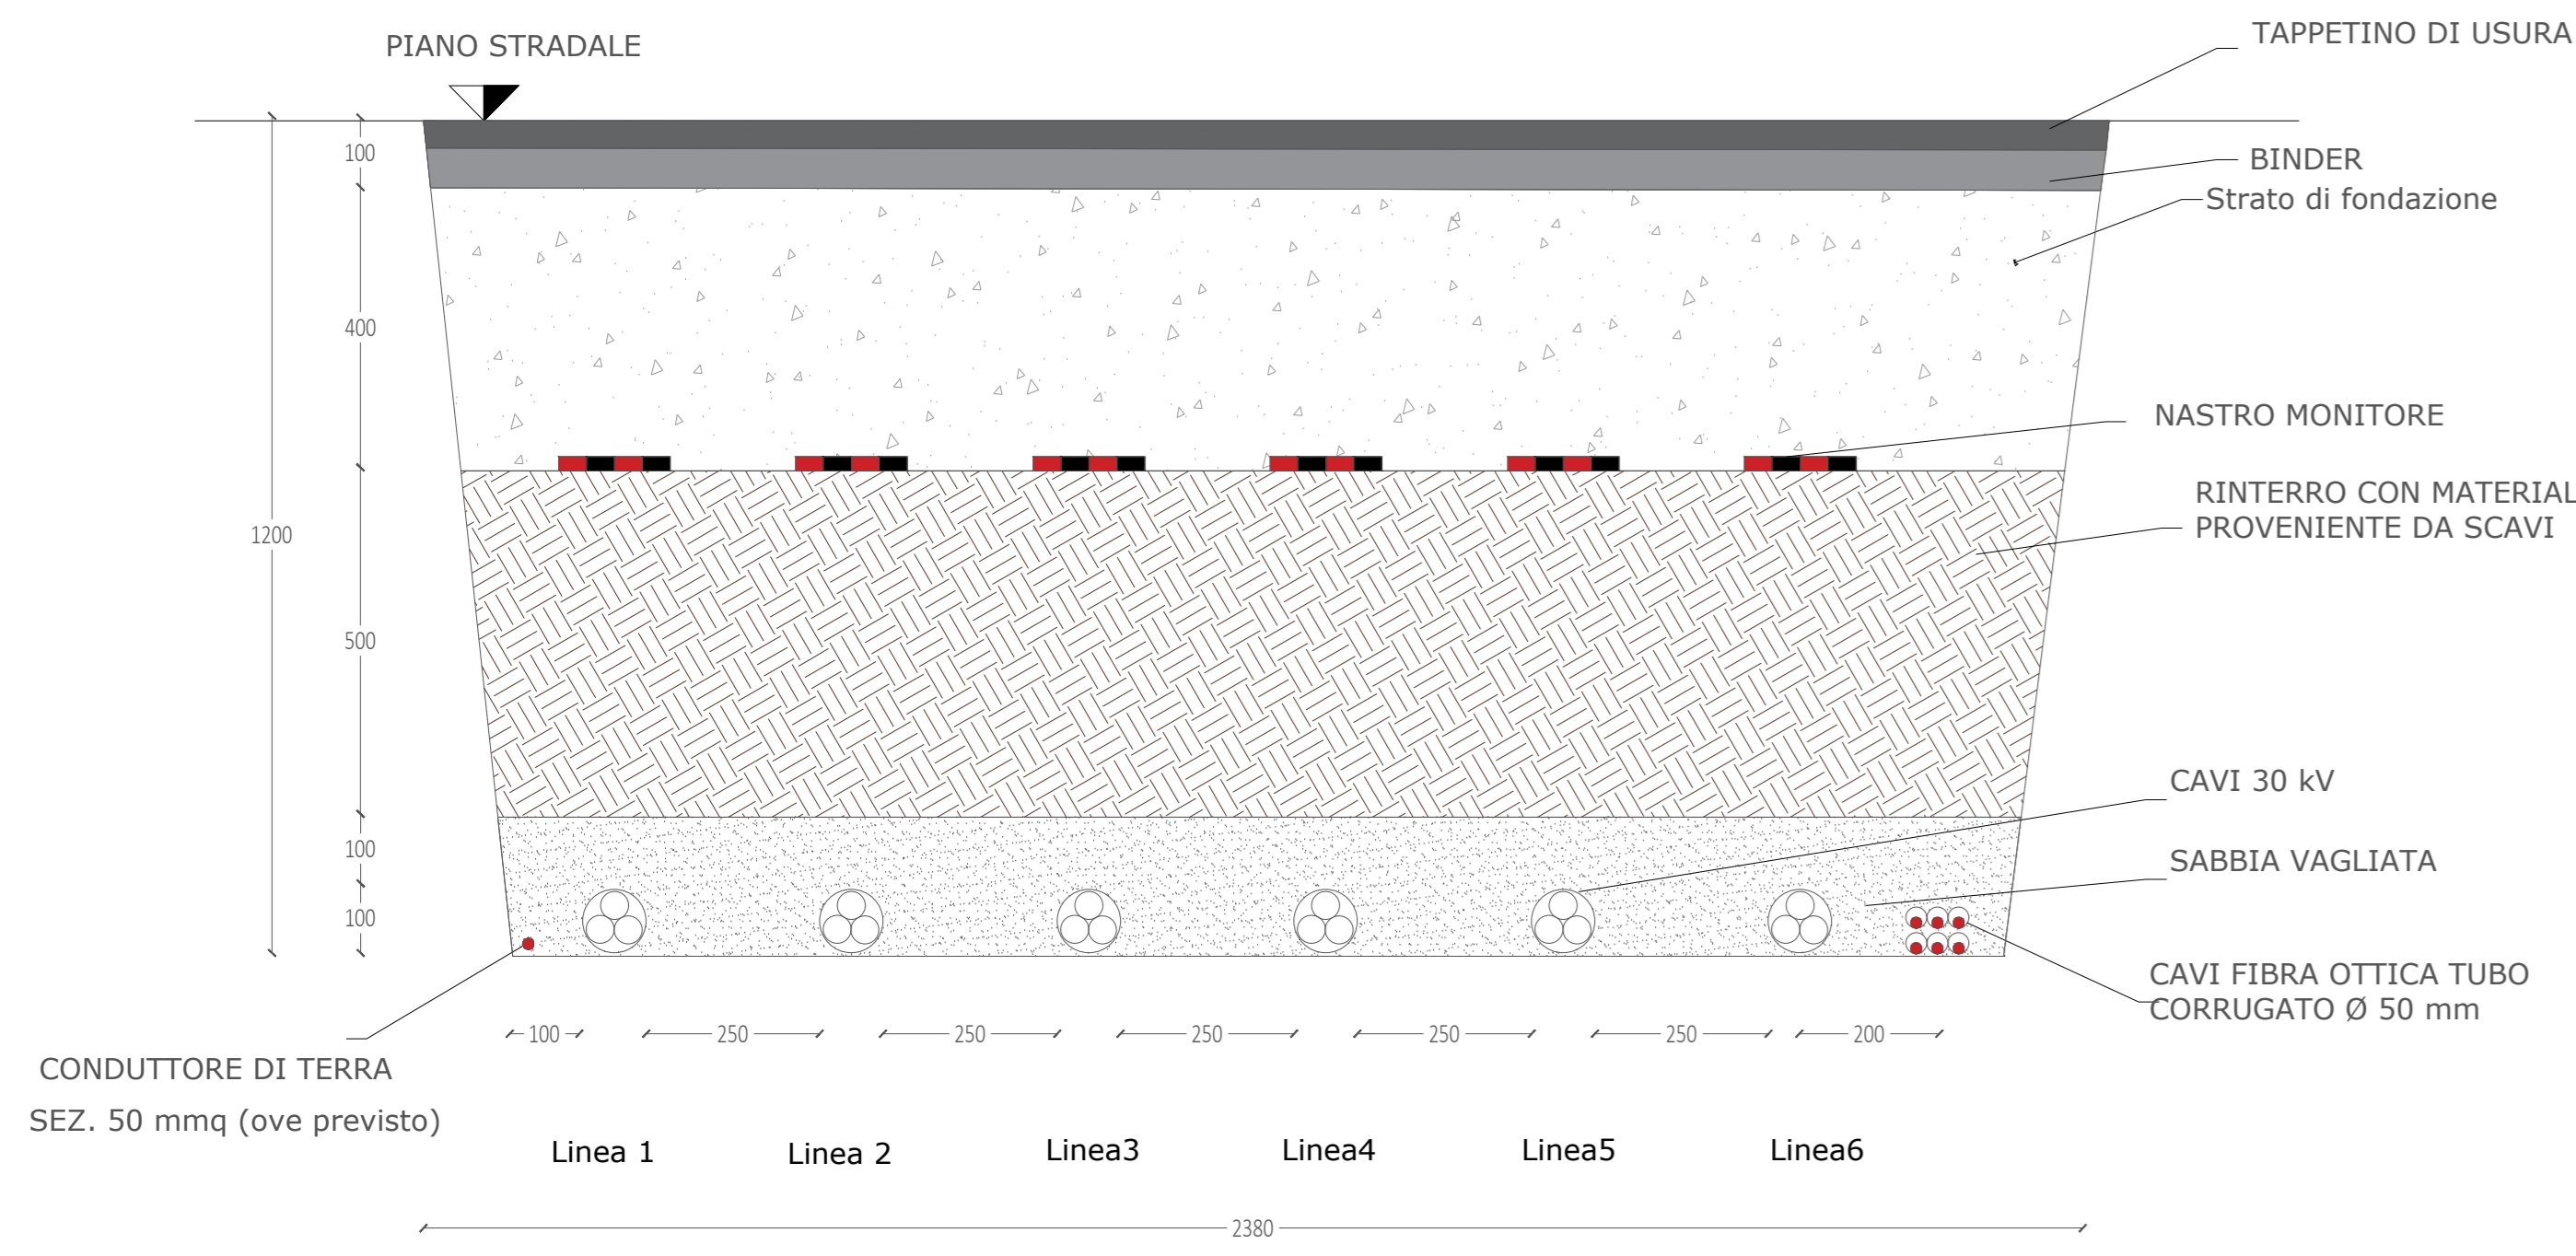 PIANO STRADALE
TAPPETINO DI USURA
100
BINDER
Strato di fondazione
400
NASTRO MONITORE
RINTERRO CON MATERIAL
PROVENIENTE DA SCAVI
1200
500
CAVI 30 kV
100
SABBIA VAGLIATA
100
CAVI FIBRA OTTICA TUBO
CORRUGATO Ø 50 mm
100 250 250 250 250 250 200
CONDUTTORE DI TERRA
SEZ. 50 mmq (ove previsto)
Linea 1 Linea 2 Linea3 Linea4 Linea5 Linea6
2380